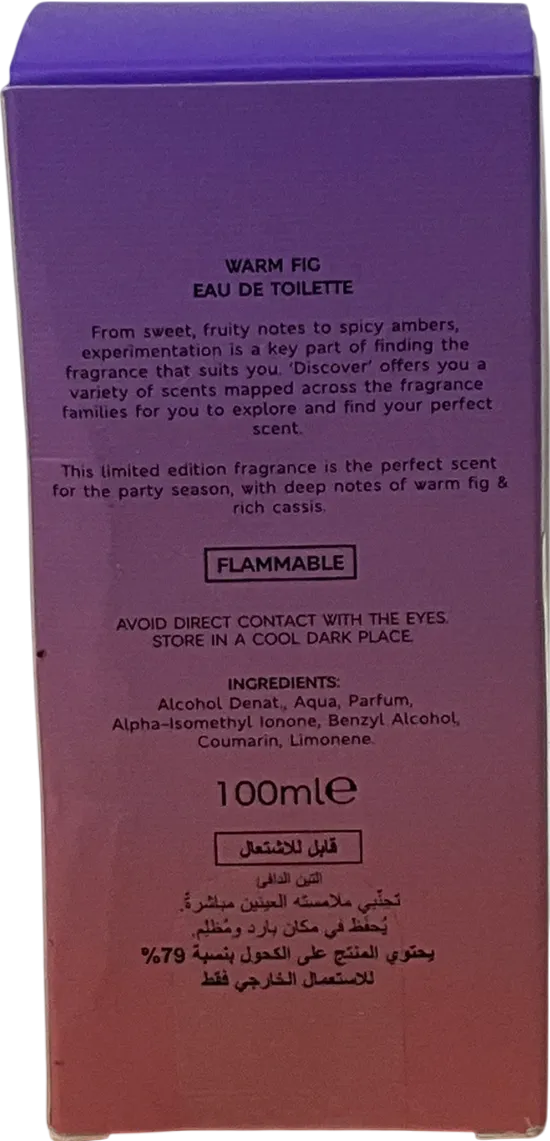 WARM FIG
EAU DE TOILETTE
From sweet, fruity notes to spicy ambers,
experimentation is a key part of finding the
fragrance that suits you. 'Discover' offers you a
variety of scents mapped across the fragrance
families for you to explore and find your perfect
scent.
This limited edition fragrance is the perfect scent
for the party season, with deep notes of warm fig &
rich cassis.
FLAMMABLE
AVOID DIRECT CONTACT WITH THE EYES.
STORE IN A COOL DARK PLACE.
INGREDIENTS:
Alcohol Denat., Aqua, Parfum,
Alpha-Isomethyl Ionone, Benzyl Alcohol,
Coumarin, Limonene.
100ml℮
قابل للاشتعال
التين الدافئ
تجنّبي ملامسته العينين مباشرةً.
يُحفظ في مكان بارد ومُظلِم.
يحتوي المنتج على الكحول بنسبة 79%
للاستعمال الخارجي فقط